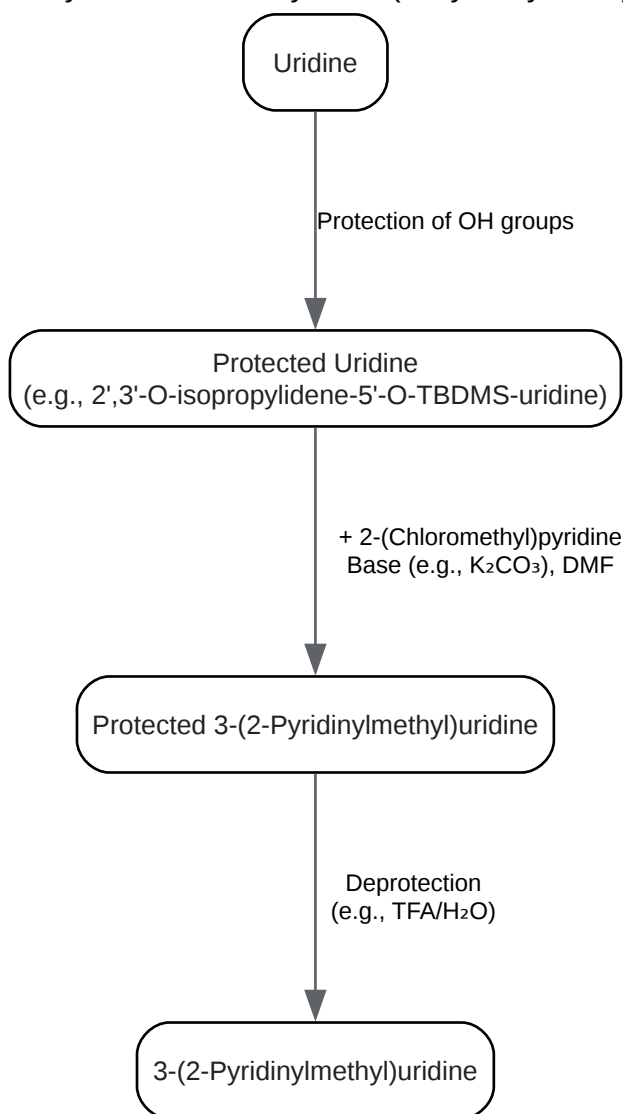 Uridine
Protection of OH groups
Protected Uridine
(e.g., 2',3'-O-isopropylidene-5'-O-TBDMS-uridine)
+ 2-(Chloromethyl)pyridine
Base (e.g., K₂CO₃), DMF
Protected 3-(2-Pyridinylmethyl)uridine
Deprotection
(e.g., TFA/H₂O)
3-(2-Pyridinylmethyl)uridine